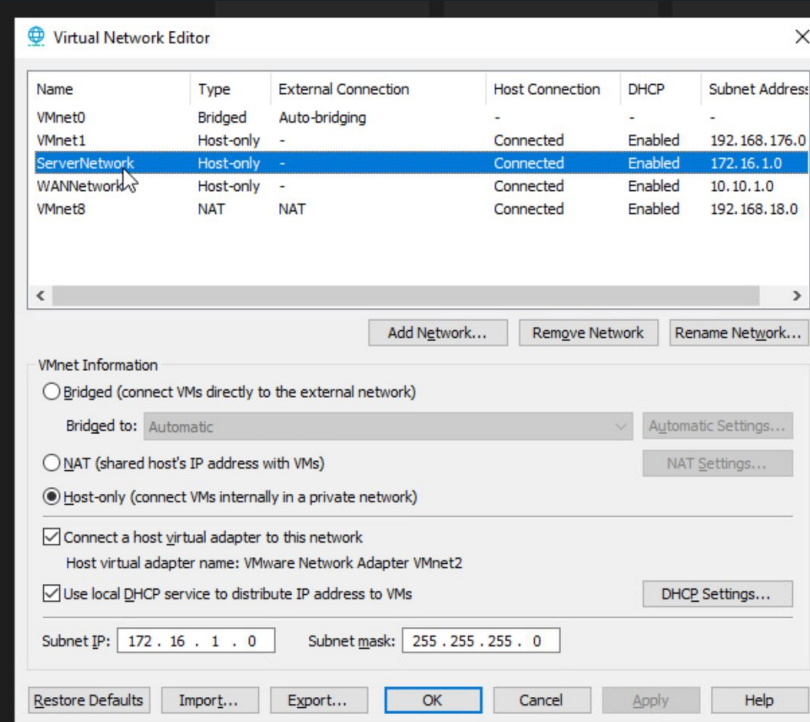 Virtual Network Editor
Name Type External Connection Host Connection DHCP Subnet Address
VMnet0 Bridged Auto-bridging - - -
VMnet1 Host-only - Connected Enabled 192.168.176.0
ServerNetwork Host-only - Connected Enabled 172.16.1.0
WANNetwork Host-only - Connected Enabled 10.10.1.0
VMnet8 NAT NAT Connected Enabled 192.168.18.0
Add Network... Remove Network Rename Network...
VMnet Information
Bridged (connect VMs directly to the external network)
Bridged to: Automatic Automatic Settings...
NAT (shared host's IP address with VMs) NAT Settings...
Host-only (connect VMs internally in a private network)
Connect a host virtual adapter to this network
Host virtual adapter name: VMware Network Adapter VMnet2
Use local DHCP service to distribute IP address to VMs DHCP Settings...
Subnet IP: 172 . 16 . 1 . 0 Subnet mask: 255 . 255 . 255 . 0
Restore Defaults Import... Export... OK Cancel Apply Help